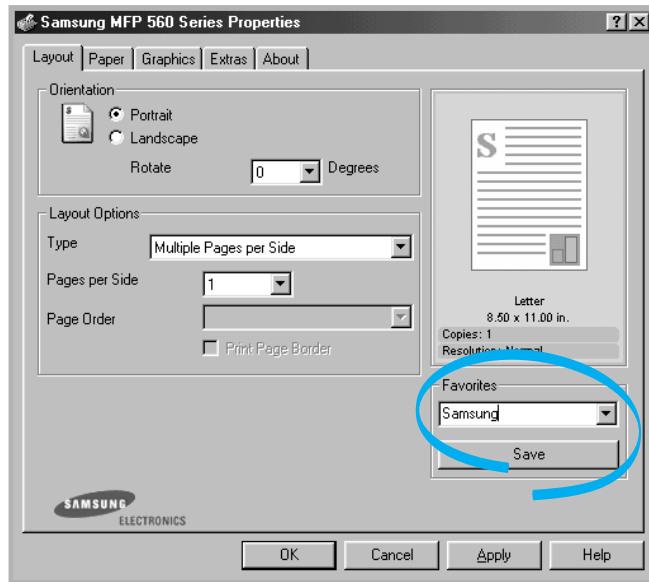 Samsung MFP 560 Series Properties
Layout Paper Graphics Extras About
Orientation
Portrait
Landscape
Rotate 0 Degrees
Layout Options
Type Multiple Pages per Side
Pages per Side 1
Page Order
Print Page Border
S
S
Letter
8.50 x 11.00 in.
Copies: 1
Resolution: Normal
Favorites
Samsung
Save
SAMSUNG
ELECTRONICS
OK Cancel Apply Help